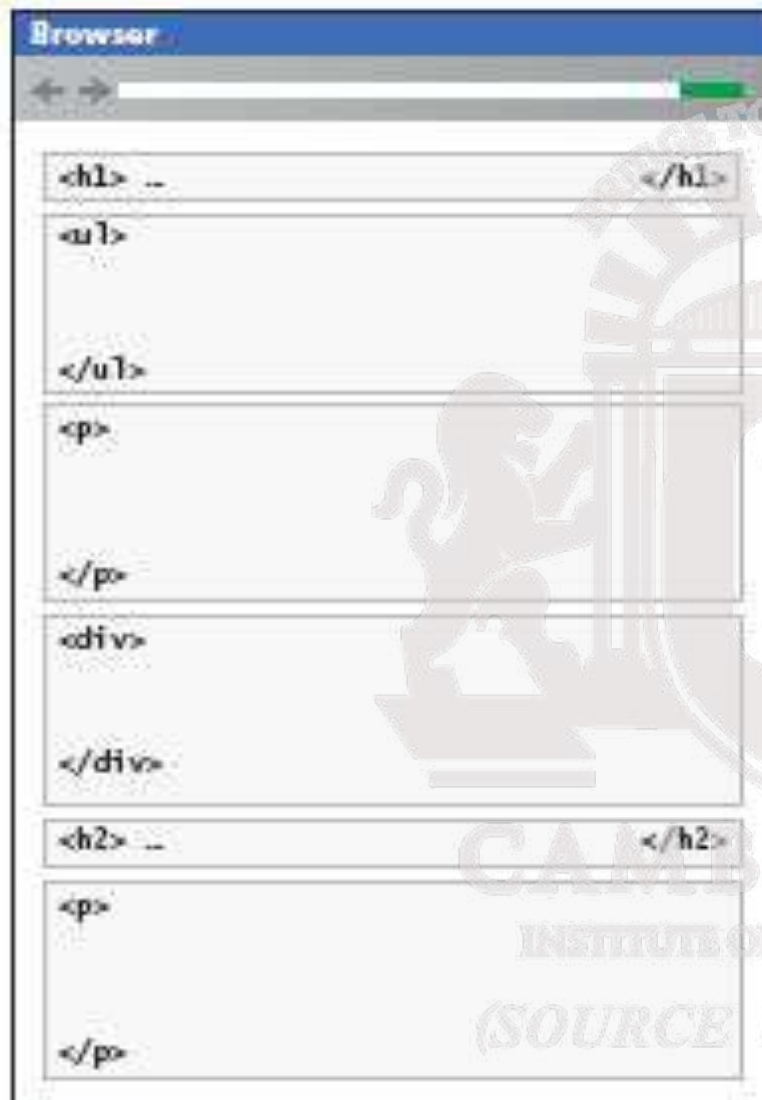 Browser
<h1> … </h1>
<ul>
</ul>
<p>
</p>
<div>
</div>
<h2> … </h2>
<p>
</p>
CAMB
INSTITUTE O
(SOURCE